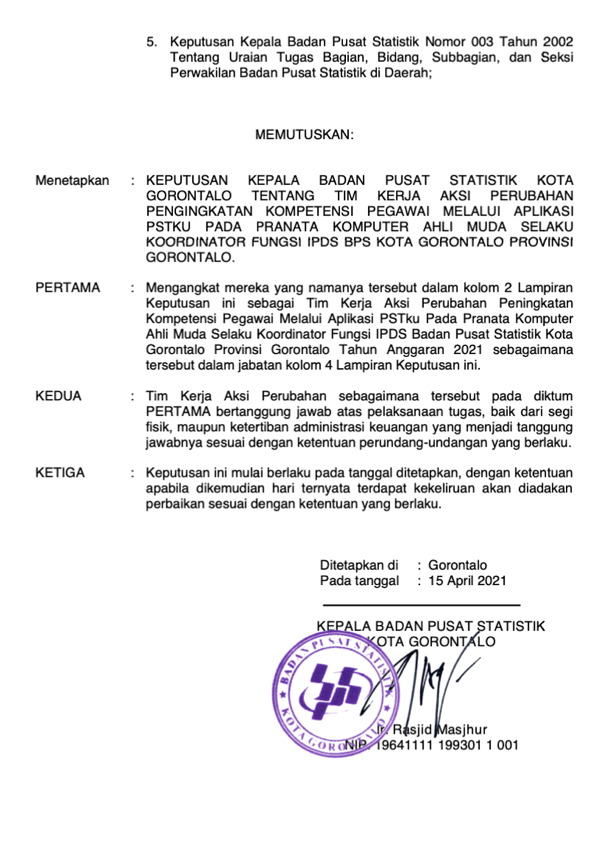 5. Keputusan Kepala Badan Pusat Statistik Nomor 003 Tahun 2002
Tentang Uraian Tugas Bagian, Bidang, Subbagian, dan Seksi
Perwakilan Badan Pusat Statistik di Daerah;
MEMUTUSKAN:
Menetapkan : KEPUTUSAN KEPALA BADAN PUSAT STATISTIK KOTA
GORONTALO TENTANG TIM KERJA AKSI PERUBAHAN
PENGINGKATAN KOMPETENSI PEGAWAI MELALUI APLIKASI
PSTKU PADA PRANATA KOMPUTER AHLI MUDA SELAKU
KOORDINATOR FUNGSI IPDS BPS KOTA GORONTALO PROVINSI
GORONTALO.
PERTAMA : Mengangkat mereka yang namanya tersebut dalam kolom 2 Lampiran
Keputusan ini sebagai Tim Kerja Aksi Perubahan Peningkatan
Kompetensi Pegawai Melalui Aplikasi PSTku Pada Pranata Komputer
Ahli Muda Selaku Koordinator Fungsi IPDS Badan Pusat Statistik Kota
Gorontalo Provinsi Gorontalo Tahun Anggaran 2021 sebagaimana
tersebut dalam jabatan kolom 4 Lampiran Keputusan ini.
KEDUA : Tim Kerja Aksi Perubahan sebagaimana tersebut pada diktum
PERTAMA bertanggung jawab atas pelaksanaan tugas, baik dari segi
fisik, maupun ketertiban administrasi keuangan yang menjadi tanggung
jawabnya sesuai dengan ketentuan perundang-undangan yang berlaku.
KETIGA : Keputusan ini mulai berlaku pada tanggal ditetapkan, dengan ketentuan
apabila dikemudian hari ternyata terdapat kekeliruan akan diadakan
perbaikan sesuai dengan ketentuan yang berlaku.
Ditetapkan di : Gorontalo
Pada tanggal : 15 April 2021
KEPALA BADAN PUSAT STATISTIK
KOTA GORONTALO
BADAN PUSAT STATISTIK
KOTA GORONTALO
Ir. Rasjid Masjhur
NIP. 19641111 199301 1 001